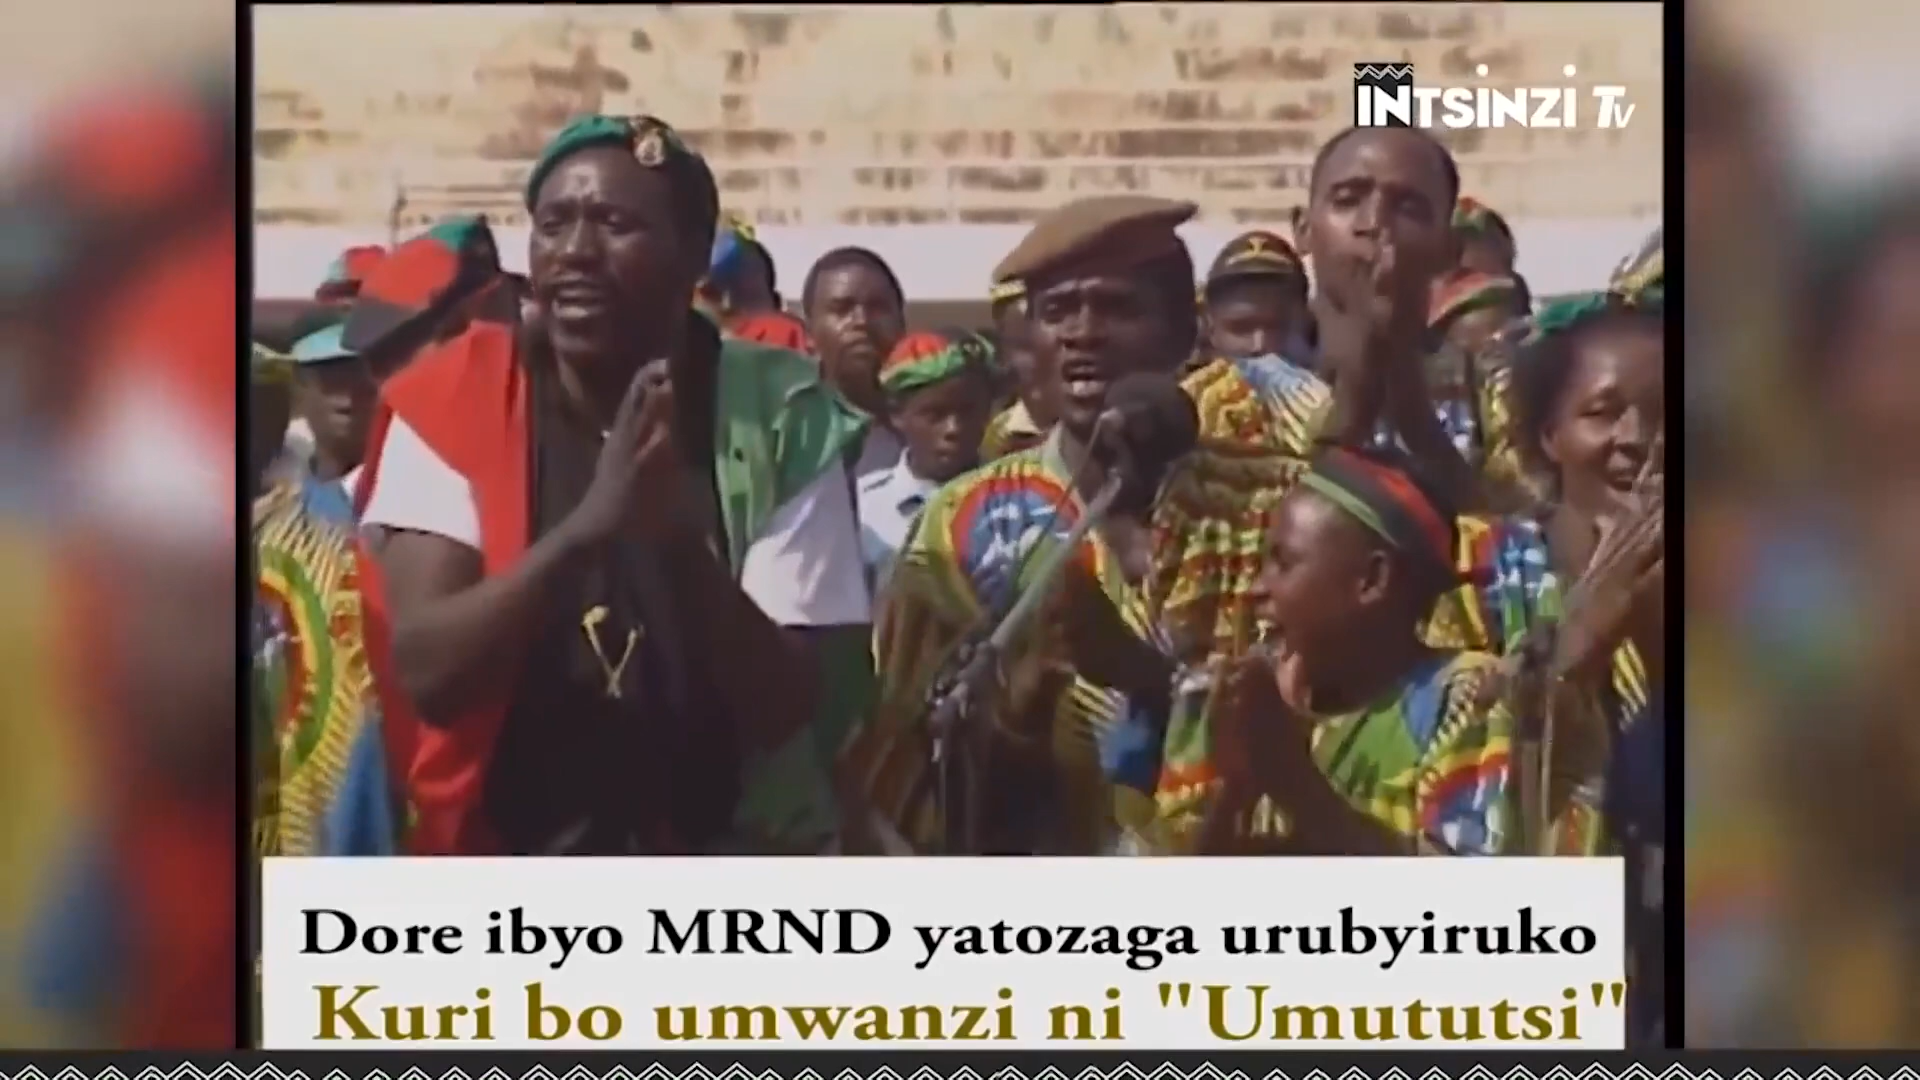 INTSINZI TV
Dore ibyo MRND yatozaga urubyiruko
Kuri bo umwanzi ni "Umututsi"